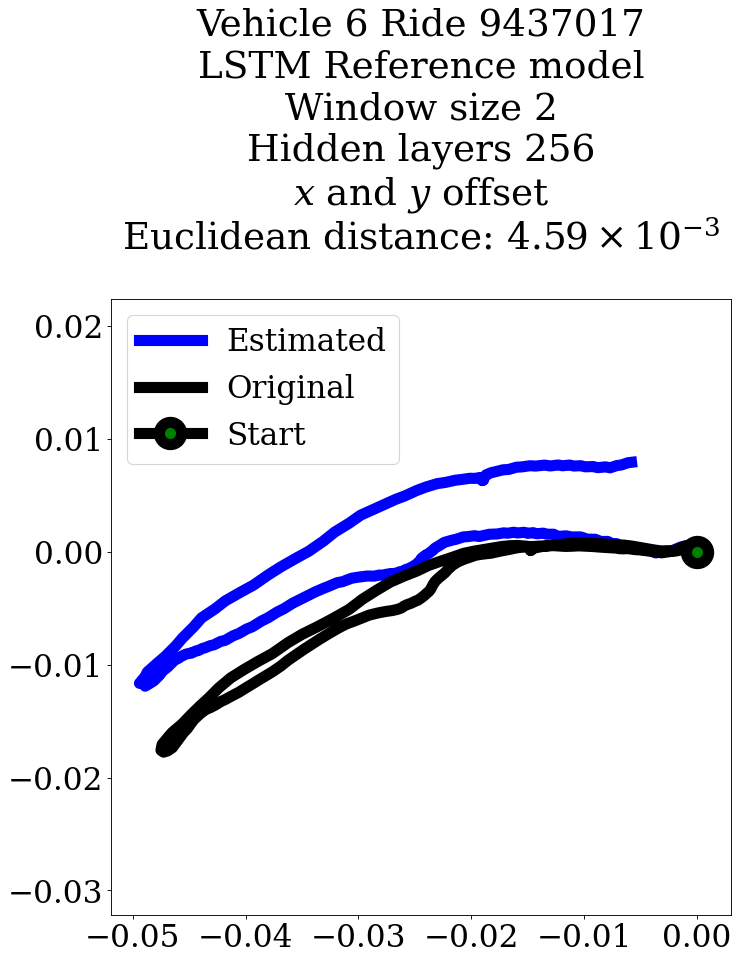 Vehicle 6 Ride 9437017
LSTM Reference model
Window size 2
Hidden layers 256
x and y offset
Euclidean distance: 4.59 × 10⁻³
Estimated
Original
Start
0.02
0.01
0.00
−0.01
−0.02
−0.03
−0.05 −0.04 −0.03 −0.02 −0.01 0.00